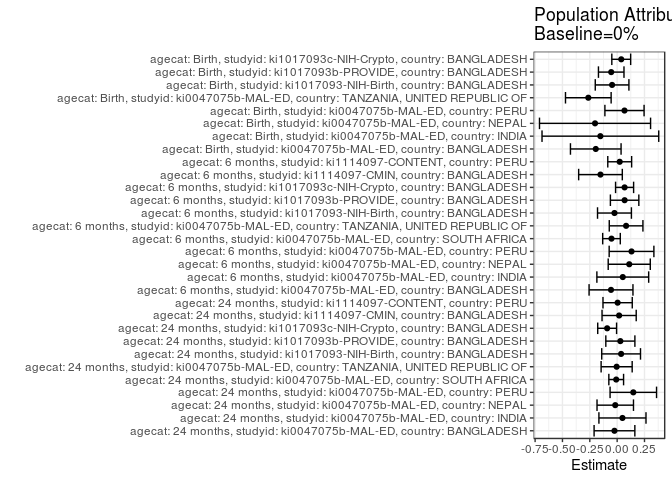 Population Attribu
Baseline=0%
agecat: Birth, studyid: ki1017093c-NIH-Crypto, country: BANGLADESH
agecat: Birth, studyid: ki1017093b-PROVIDE, country: BANGLADESH
agecat: Birth, studyid: ki1017093-NIH-Birth, country: BANGLADESH
agecat: Birth, studyid: ki0047075b-MAL-ED, country: TANZANIA, UNITED REPUBLIC OF
agecat: Birth, studyid: ki0047075b-MAL-ED, country: PERU
agecat: Birth, studyid: ki0047075b-MAL-ED, country: NEPAL
agecat: Birth, studyid: ki0047075b-MAL-ED, country: INDIA
agecat: Birth, studyid: ki0047075b-MAL-ED, country: BANGLADESH
agecat: 6 months, studyid: ki1114097-CONTENT, country: PERU
agecat: 6 months, studyid: ki1114097-CMIN, country: BANGLADESH
agecat: 6 months, studyid: ki1017093c-NIH-Crypto, country: BANGLADESH
agecat: 6 months, studyid: ki1017093b-PROVIDE, country: BANGLADESH
agecat: 6 months, studyid: ki1017093-NIH-Birth, country: BANGLADESH
agecat: 6 months, studyid: ki0047075b-MAL-ED, country: TANZANIA, UNITED REPUBLIC OF
agecat: 6 months, studyid: ki0047075b-MAL-ED, country: SOUTH AFRICA
agecat: 6 months, studyid: ki0047075b-MAL-ED, country: PERU
agecat: 6 months, studyid: ki0047075b-MAL-ED, country: NEPAL
agecat: 6 months, studyid: ki0047075b-MAL-ED, country: INDIA
agecat: 6 months, studyid: ki0047075b-MAL-ED, country: BANGLADESH
agecat: 24 months, studyid: ki1114097-CONTENT, country: PERU
agecat: 24 months, studyid: ki1114097-CMIN, country: BANGLADESH
agecat: 24 months, studyid: ki1017093c-NIH-Crypto, country: BANGLADESH
agecat: 24 months, studyid: ki1017093b-PROVIDE, country: BANGLADESH
agecat: 24 months, studyid: ki1017093-NIH-Birth, country: BANGLADESH
agecat: 24 months, studyid: ki0047075b-MAL-ED, country: TANZANIA, UNITED REPUBLIC OF
agecat: 24 months, studyid: ki0047075b-MAL-ED, country: SOUTH AFRICA
agecat: 24 months, studyid: ki0047075b-MAL-ED, country: PERU
agecat: 24 months, studyid: ki0047075b-MAL-ED, country: NEPAL
agecat: 24 months, studyid: ki0047075b-MAL-ED, country: INDIA
agecat: 24 months, studyid: ki0047075b-MAL-ED, country: BANGLADESH
-0.75 -0.50 -0.25 0.00 0.25
Estimate